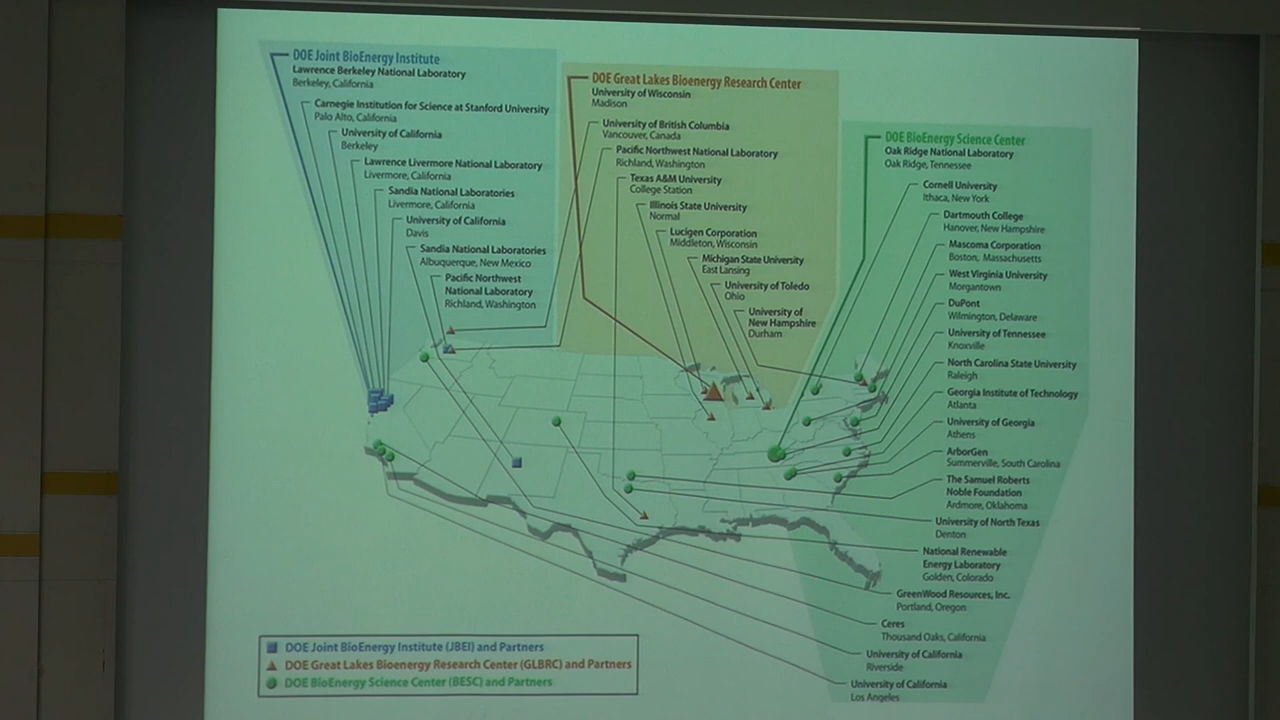 DOE Joint BioEnergy Institute
Lawrence Berkeley National Laboratory
Berkeley, California
Carnegie Institution for Science at Stanford University
Palo Alto, California
University of California
Berkeley
Lawrence Livermore National Laboratory
Livermore, California
Sandia National Laboratories
Livermore, California
University of California
Davis
Sandia National Laboratories
Albuquerque, New Mexico
Pacific Northwest
National Laboratory
Richland, Washington
DOE Great Lakes Bioenergy Research Center
University of Wisconsin
Madison
University of British Columbia
Vancouver, Canada
Pacific Northwest National Laboratory
Richland, Washington
Texas A&M University
College Station
Illinois State University
Normal
Lucigen Corporation
Middleton, Wisconsin
Michigan State University
East Lansing
University of Toledo
Ohio
University of
New Hampshire
Durham
DOE BioEnergy Science Center
Oak Ridge National Laboratory
Oak Ridge, Tennessee
Cornell University
Ithaca, New York
Dartmouth College
Hanover, New Hampshire
Mascoma Corporation
Boston, Massachusetts
West Virginia University
Morgantown
DuPont
Wilmington, Delaware
University of Tennessee
Knoxville
North Carolina State University
Raleigh
Georgia Institute of Technology
Atlanta
University of Georgia
Athens
ArborGen
Summerville, South Carolina
The Samuel Roberts
Noble Foundation
Ardmore, Oklahoma
University of North Texas
Denton
National Renewable
Energy Laboratory
Golden, Colorado
GreenWood Resources, Inc.
Portland, Oregon
Ceres
Thousand Oaks, California
University of California
Riverside
University of California
Los Angeles
DOE Joint BioEnergy Institute (JBEI) and Partners
DOE Great Lakes Bioenergy Research Center (GLBRC) and Partners
DOE BioEnergy Science Center (BESC) and Partners